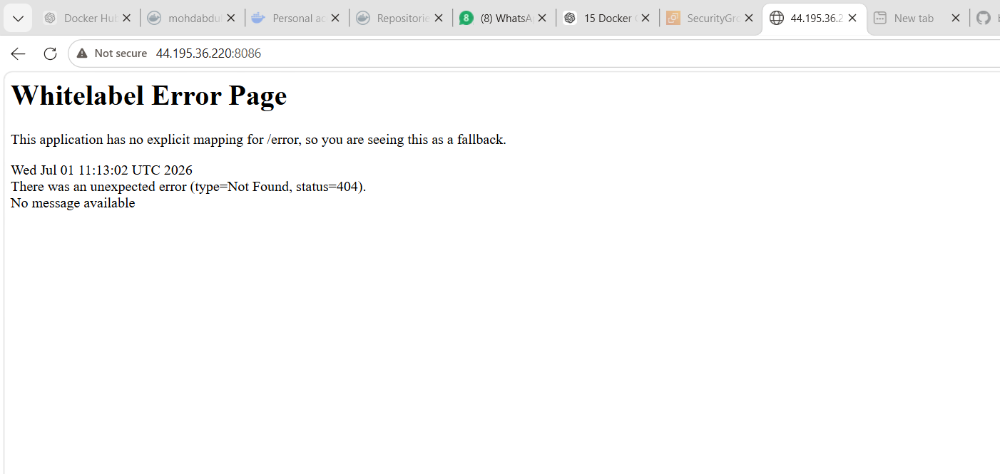 Docker Hub
mohdabdul
Personal ac
Repositorie
8
(8) WhatsA
15 Docker
SecurityGro
44.195.36.2
New tab
Not secure
44.195.36.220:8086
Whitelabel Error Page
This application has no explicit mapping for /error, so you are seeing this as a fallback.
Wed Jul 01 11:13:02 UTC 2026
There was an unexpected error (type=Not Found, status=404).
No message available